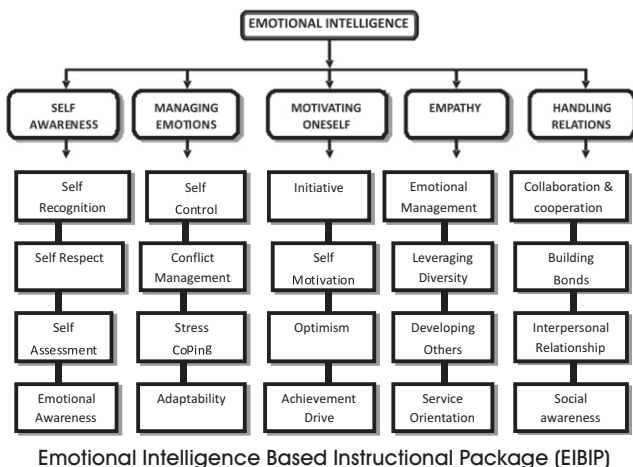 EMOTIONAL INTELLIGENCE
SELF
AWARENESS
MANAGING
EMOTIONS
MOTIVATING
ONESELF
EMPATHY
HANDLING
RELATIONS
Self
Recognition
Self
Control
Initiative
Emotional
Management
Collaboration &
cooperation
Self Respect
Conflict
Management
Self
Motivation
Leveraging
Diversity
Building
Bonds
Self
Assessment
Stress
Coping
Optimism
Developing
Others
Interpersonal
Relationship
Emotional
Awareness
Adaptability
Achievement
Drive
Service
Orientation
Social
awareness
Emotional Intelligence Based Instructional Package (EIBIP)